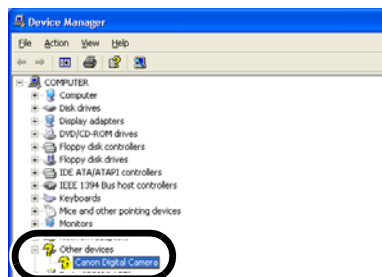 Device Manager
File Action View Help
COMPUTER
Computer
Disk drives
Display adapters
DVD/CD-ROM drives
Floppy disk controllers
Floppy disk drives
IDE ATA/ATAPI controllers
IEEE 1394 Bus host controllers
Keyboards
Mice and other pointing devices
Monitors
Other devices
Canon Digital Camera